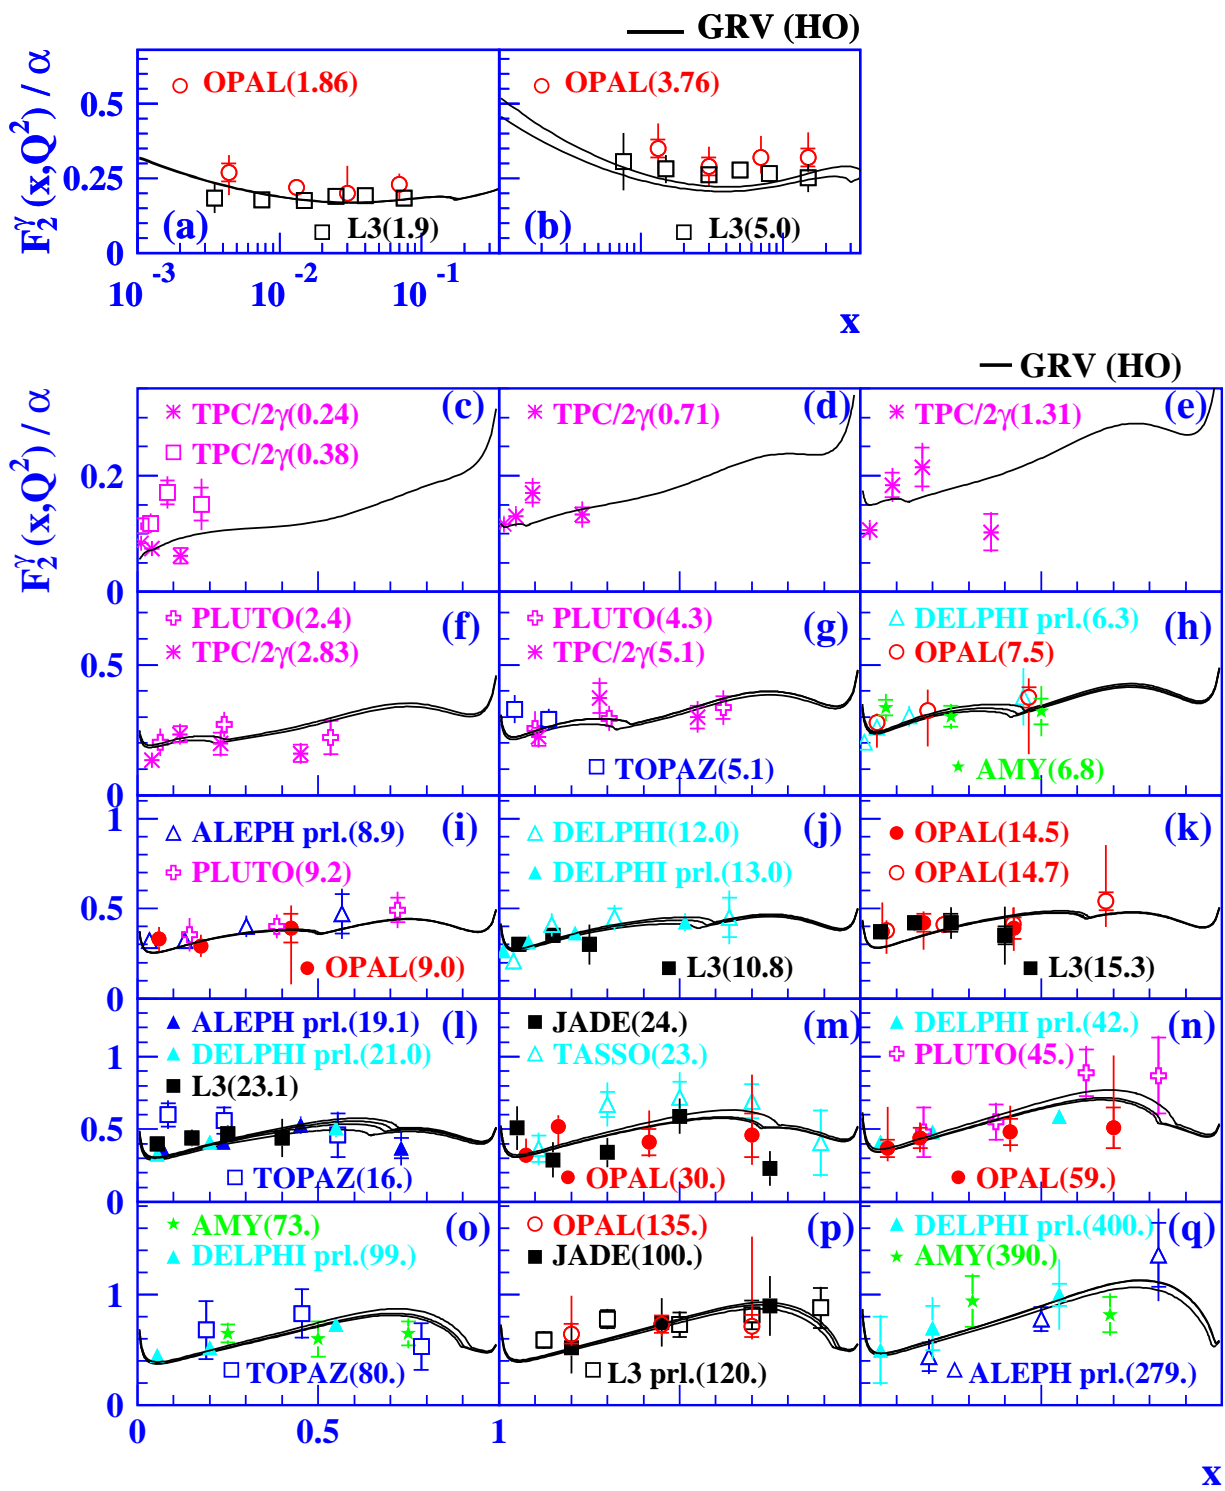 GRV (HO)
F₂^γ(x,Q²) / α
OPAL(1.86)
OPAL(3.76)
0.5
0.25
0
(a)
L3(1.9)
(b)
L3(5.0)
10⁻³
10⁻²
10⁻¹
x
GRV (HO)
F₂^γ(x,Q²) / α
TPC/2γ(0.24)
(c)
TPC/2γ(0.71)
(d)
TPC/2γ(1.31)
(e)
TPC/2γ(0.38)
0.2
0
PLUTO(2.4)
(f)
PLUTO(4.3)
(g)
DELPHI prl.(6.3)
(h)
TPC/2γ(2.83)
TPC/2γ(5.1)
OPAL(7.5)
0.5
TOPAZ(5.1)
AMY(6.8)
0
ALEPH prl.(8.9)
(i)
DELPHI(12.0)
(j)
OPAL(14.5)
(k)
1
PLUTO(9.2)
DELPHI prl.(13.0)
OPAL(14.7)
0.5
OPAL(9.0)
L3(10.8)
L3(15.3)
0
ALEPH prl.(19.1)
(l)
JADE(24.)
(m)
DELPHI prl.(42.)
(n)
DELPHI prl.(21.0)
TASSO(23.)
PLUTO(45.)
1
L3(23.1)
0.5
TOPAZ(16.)
OPAL(30.)
OPAL(59.)
0
AMY(73.)
(o)
OPAL(135.)
(p)
DELPHI prl.(400.)
(q)
DELPHI prl.(99.)
JADE(100.)
AMY(390.)
1
TOPAZ(80.)
L3 prl.(120.)
ALEPH prl.(279.)
0
0
0.5
1
x